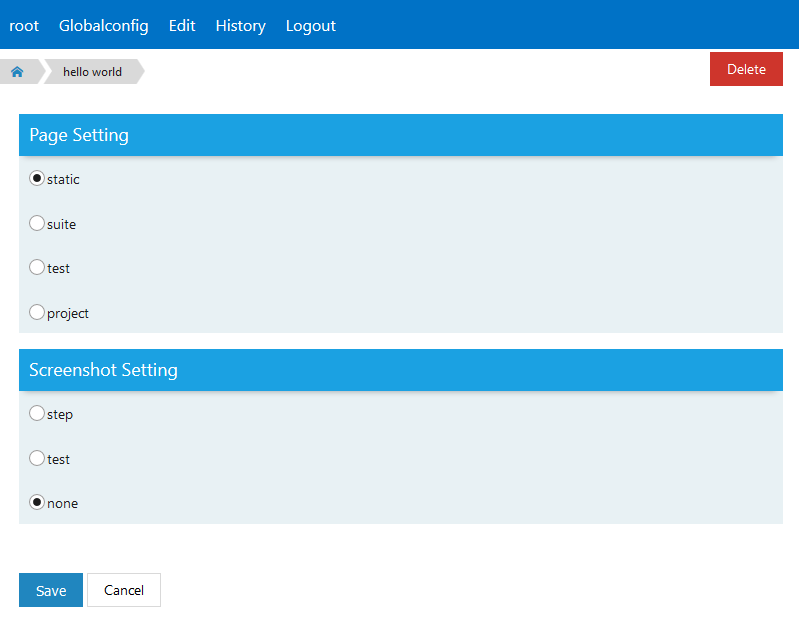 root Globalconfig Edit History Logout
hello world
Delete
Page Setting
static
suite
test
project
Screenshot Setting
step
test
none
Save Cancel